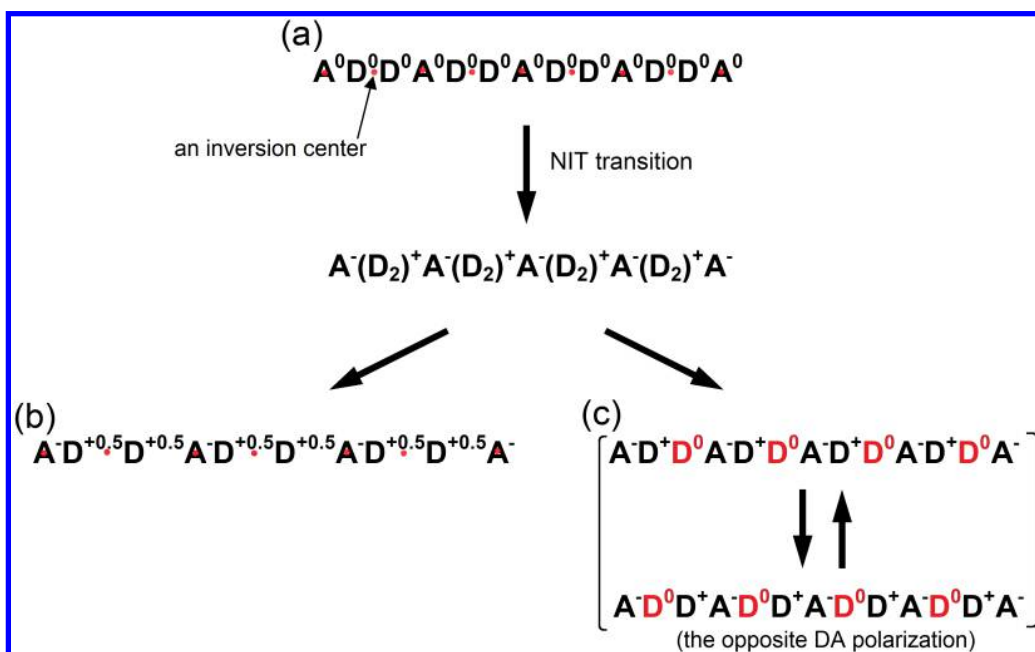 (a)
A⁰D⁰D⁰A⁰D⁰D⁰A⁰D⁰D⁰A⁰D⁰D⁰A⁰
an inversion center
NIT transition
A⁻(D₂)⁺A⁻(D₂)⁺A⁻(D₂)⁺A⁻(D₂)⁺A⁻
(b)
A⁻D⁺⁰·⁵D⁺⁰·⁵A⁻D⁺⁰·⁵D⁺⁰·⁵A⁻D⁺⁰·⁵D⁺⁰·⁵A⁻
(c)
A⁻D⁺D⁰A⁻D⁺D⁰A⁻D⁺D⁰A⁻D⁺D⁰A⁻
A⁻D⁰D⁺A⁻D⁰D⁺A⁻D⁰D⁺A⁻D⁰D⁺A⁻
(the opposite DA polarization)